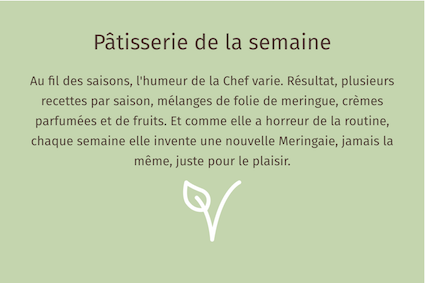 Pâtisserie de la semaine
Au fil des saisons, l'humeur de la Chef varie. Résultat, plusieurs
recettes par saison, mélanges de folie de meringue, crèmes
parfumées et de fruits. Et comme elle a horreur de la routine,
chaque semaine elle invente une nouvelle Meringaie, jamais la
même, juste pour le plaisir.